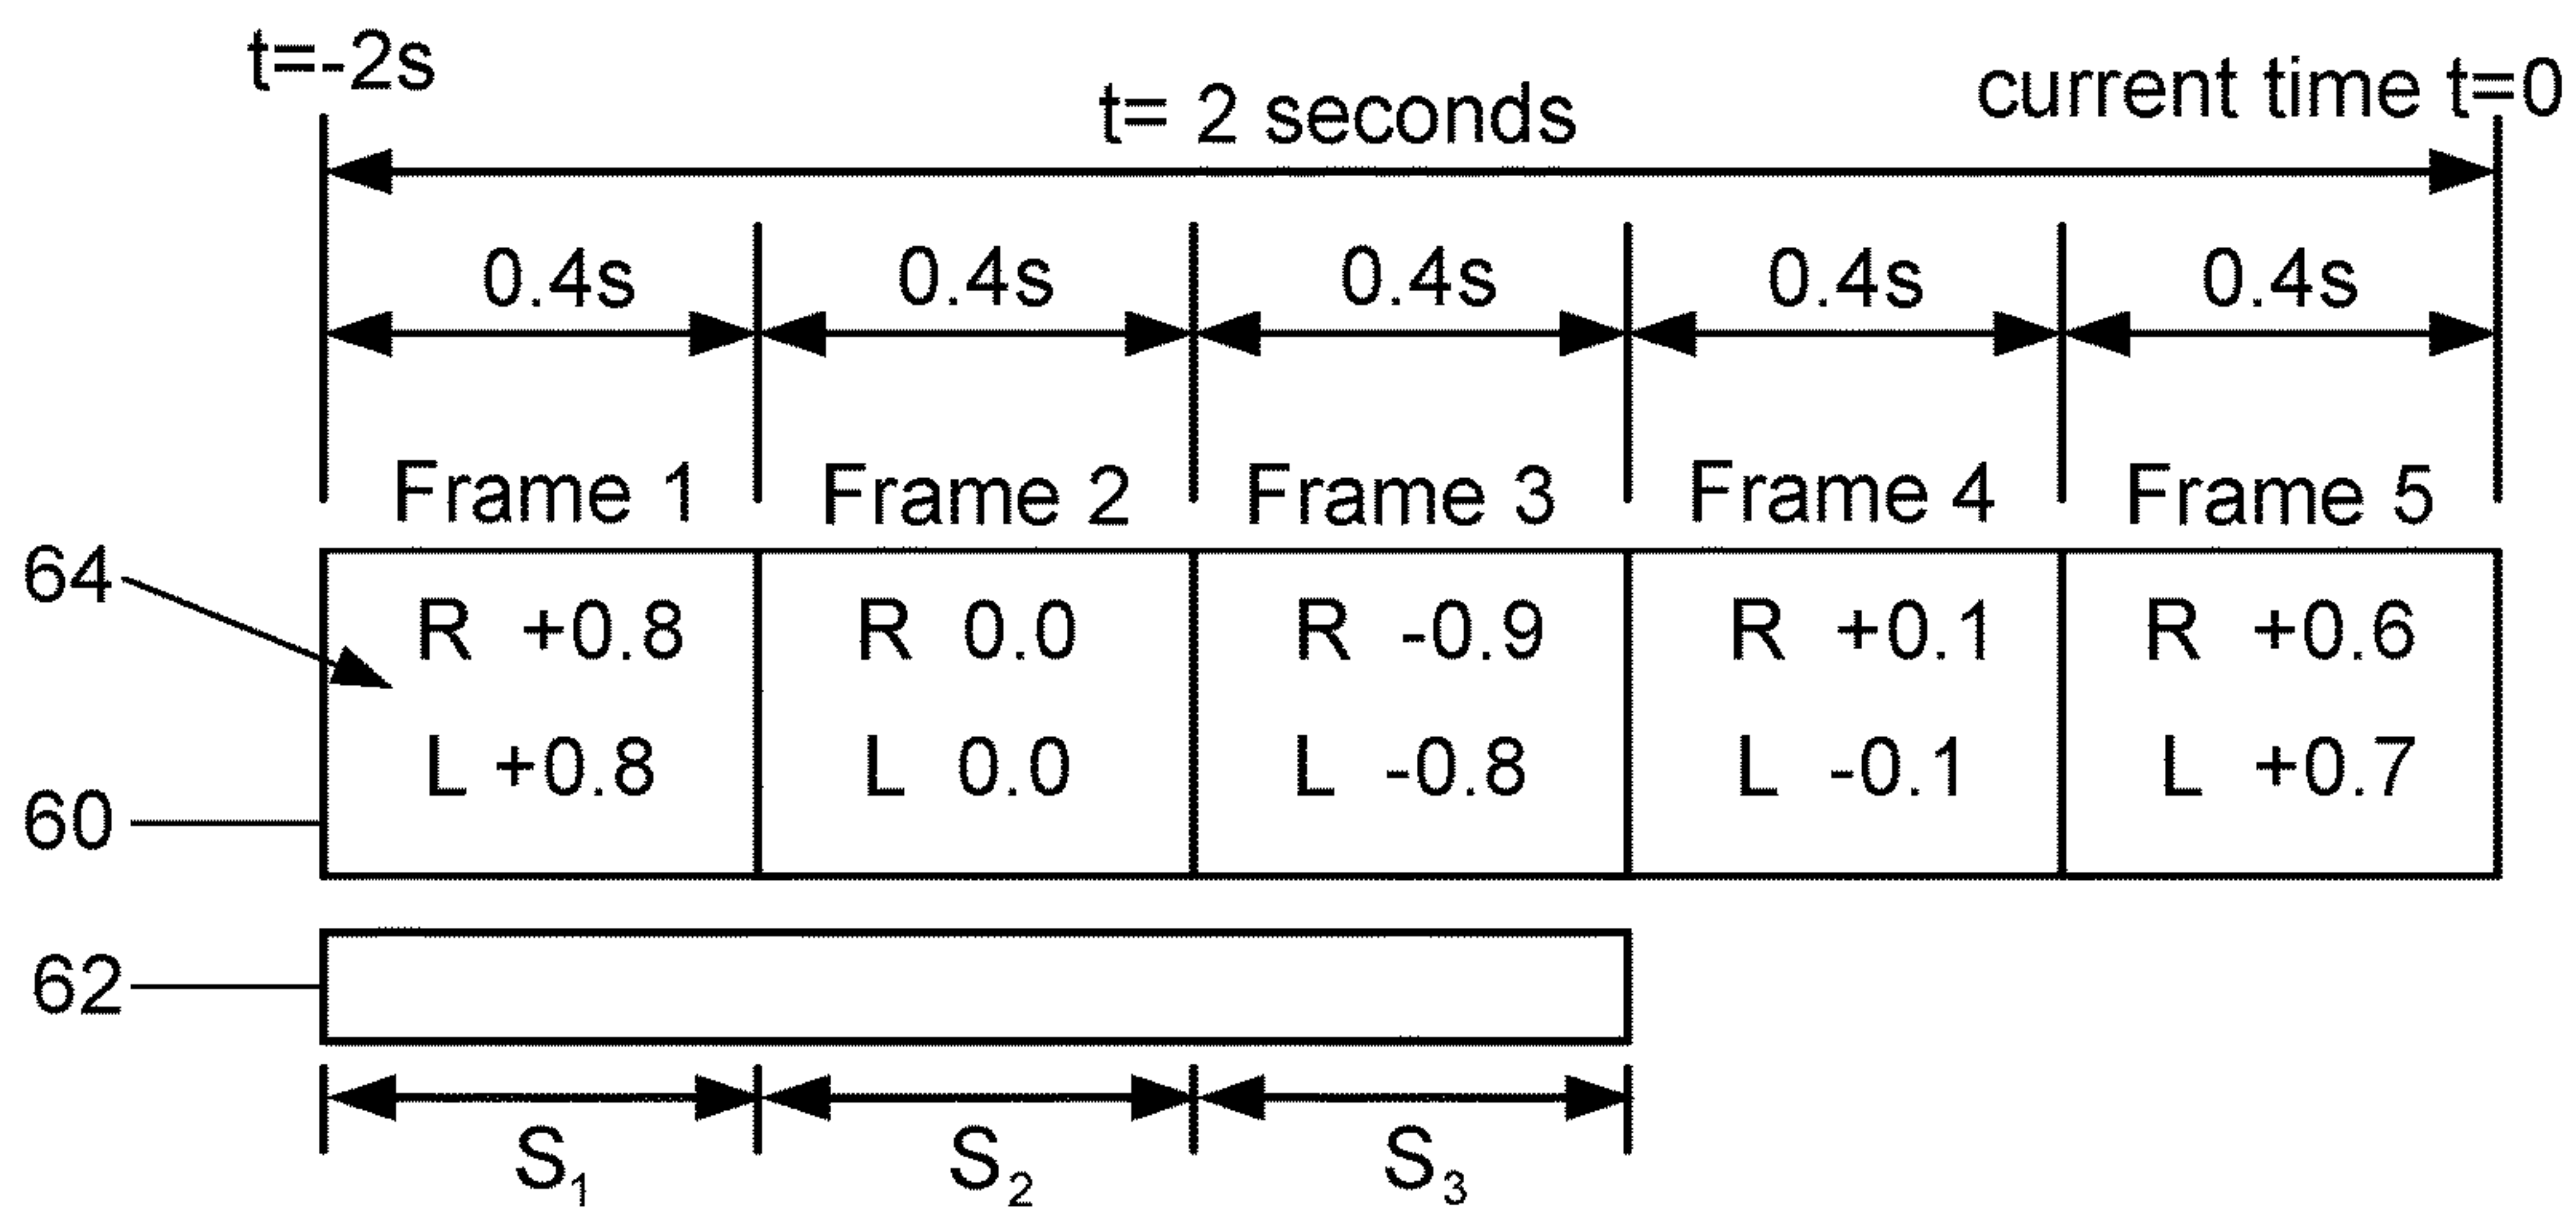 t=-2s
t= 2 seconds
current time t=0
0.4s 0.4s 0.4s 0.4s 0.4s
Frame 1 Frame 2 Frame 3 Frame 4 Frame 5
64
R +0.8 R 0.0 R -0.9 R +0.1 R +0.6
L +0.8 L 0.0 L -0.8 L -0.1 L +0.7
60
62
S₁ S₂ S₃